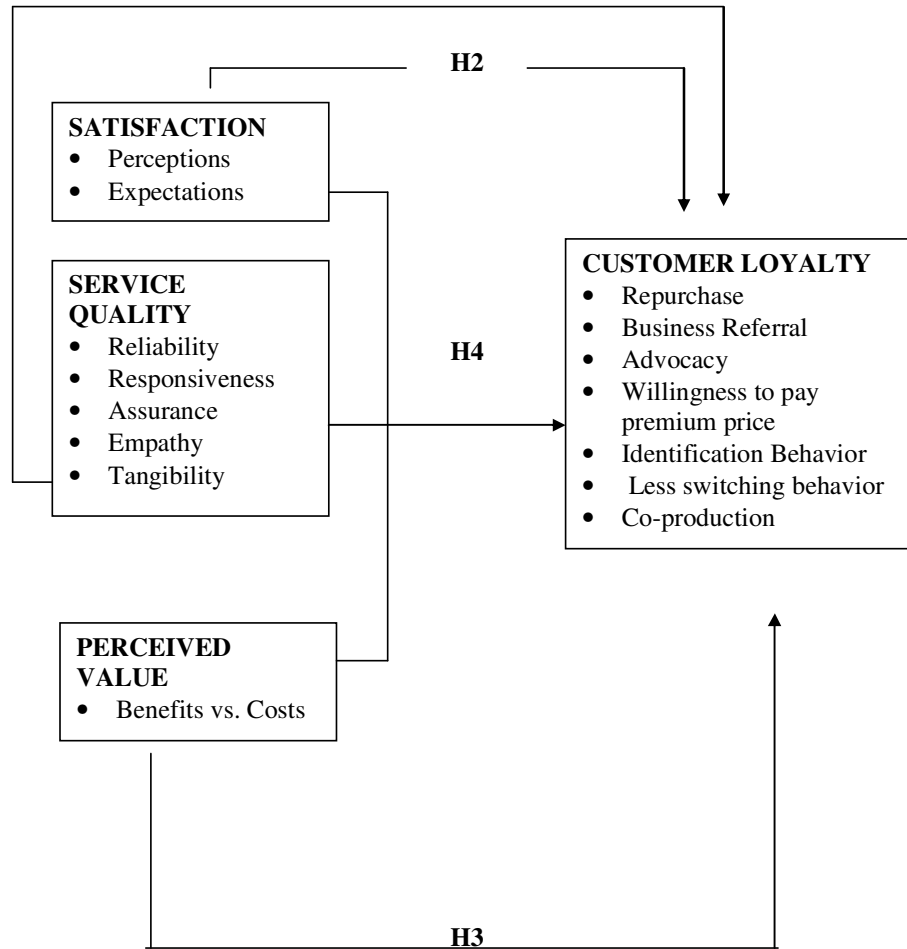 H2
SATISFACTION
• Perceptions
• Expectations
SERVICE
QUALITY
• Reliability
• Responsiveness
• Assurance
• Empathy
• Tangibility
H4
CUSTOMER LOYALTY
• Repurchase
• Business Referral
• Advocacy
• Willingness to pay
premium price
• Identification Behavior
• Less switching behavior
• Co-production
PERCEIVED
VALUE
• Benefits vs. Costs
H3